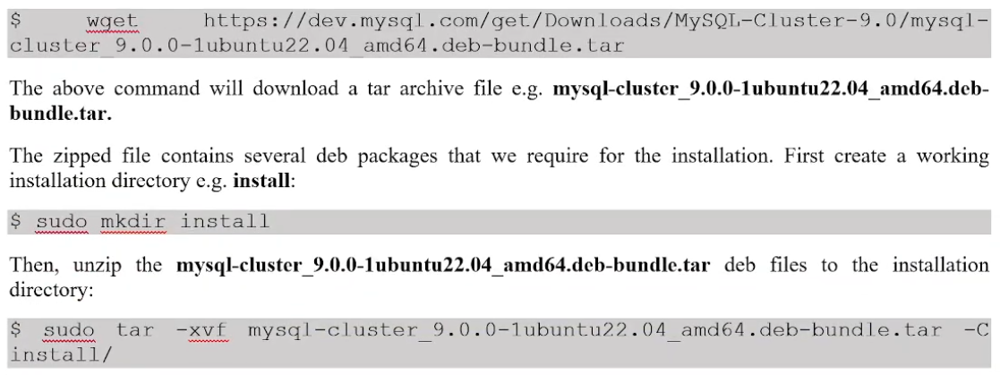 $ wget https://dev.mysql.com/get/Downloads/MySQL-Cluster-9.0/mysql-
cluster_9.0.0-1ubuntu22.04_amd64.deb-bundle.tar
The above command will download a tar archive file e.g. mysql-cluster_9.0.0-1ubuntu22.04_amd64.deb-
bundle.tar.
The zipped file contains several deb packages that we require for the installation. First create a working
installation directory e.g. install:
$ sudo mkdir install
Then, unzip the mysql-cluster_9.0.0-1ubuntu22.04_amd64.deb-bundle.tar deb files to the installation
directory:
$ sudo tar -xvf mysql-cluster_9.0.0-1ubuntu22.04_amd64.deb-bundle.tar -C
install/